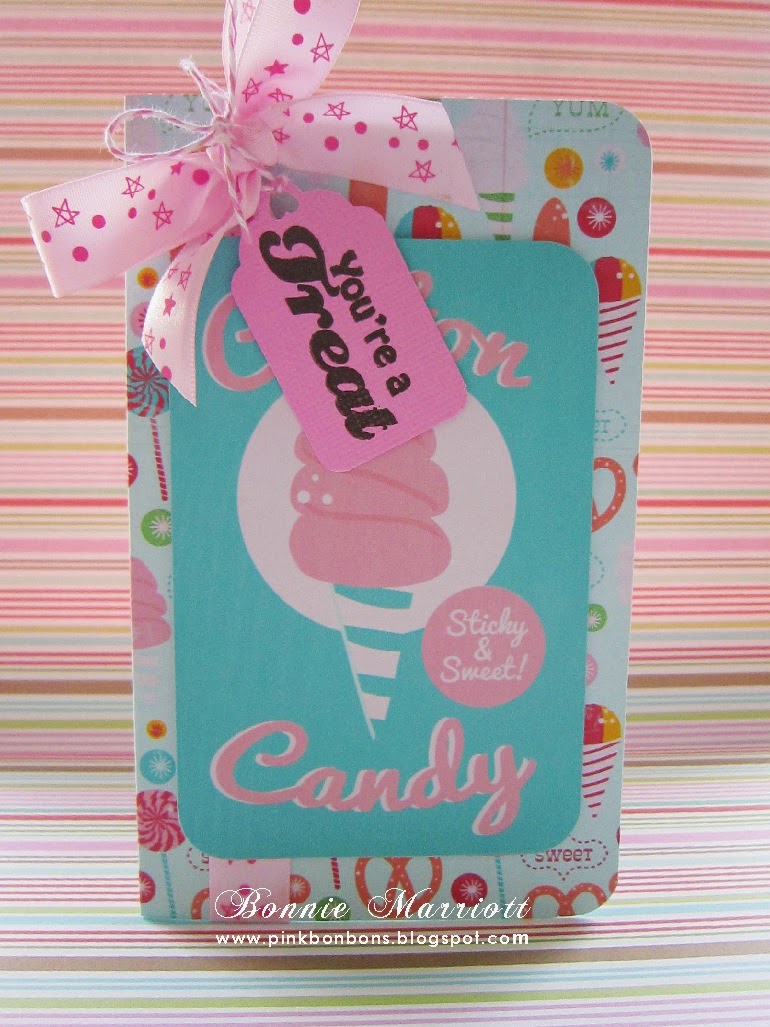 YUM
You're a
Treat
Candy
Sticky
&
Sweet!
SWEET
Bonnie Marriott
www.pinkbonbons.blogspot.com